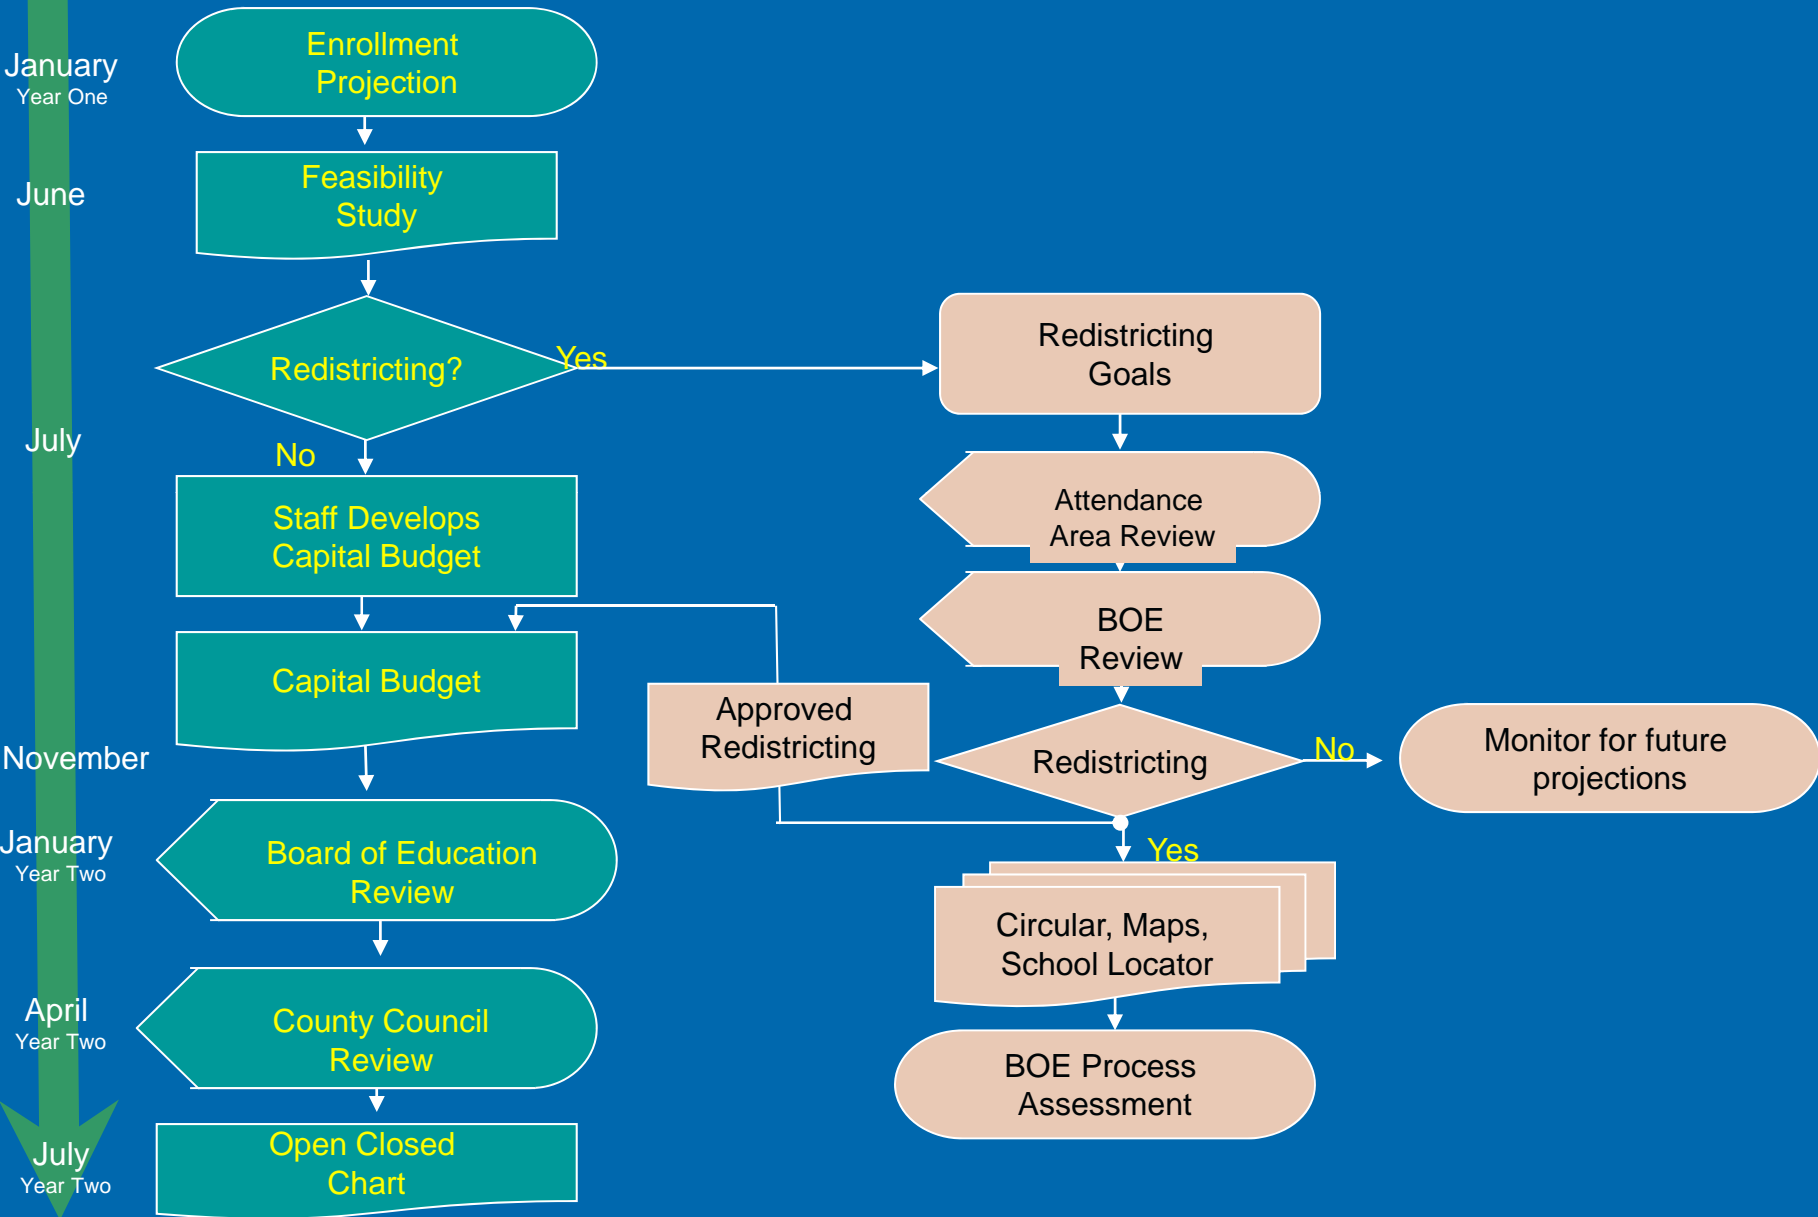 January
Year One
June
July
November
January
Year Two
April
Year Two
July
Year Two
Enrollment
Projection
Feasibility
Study
Redistricting?
Yes
No
Staff Develops
Capital Budget
Capital Budget
Board of Education
Review
County Council
Review
Open Closed
Chart
Redistricting
Goals
Attendance
Area Review
BOE
Review
Approved
Redistricting
Redistricting
No
Monitor for future
projections
Yes
Circular, Maps,
School Locator
BOE Process
Assessment